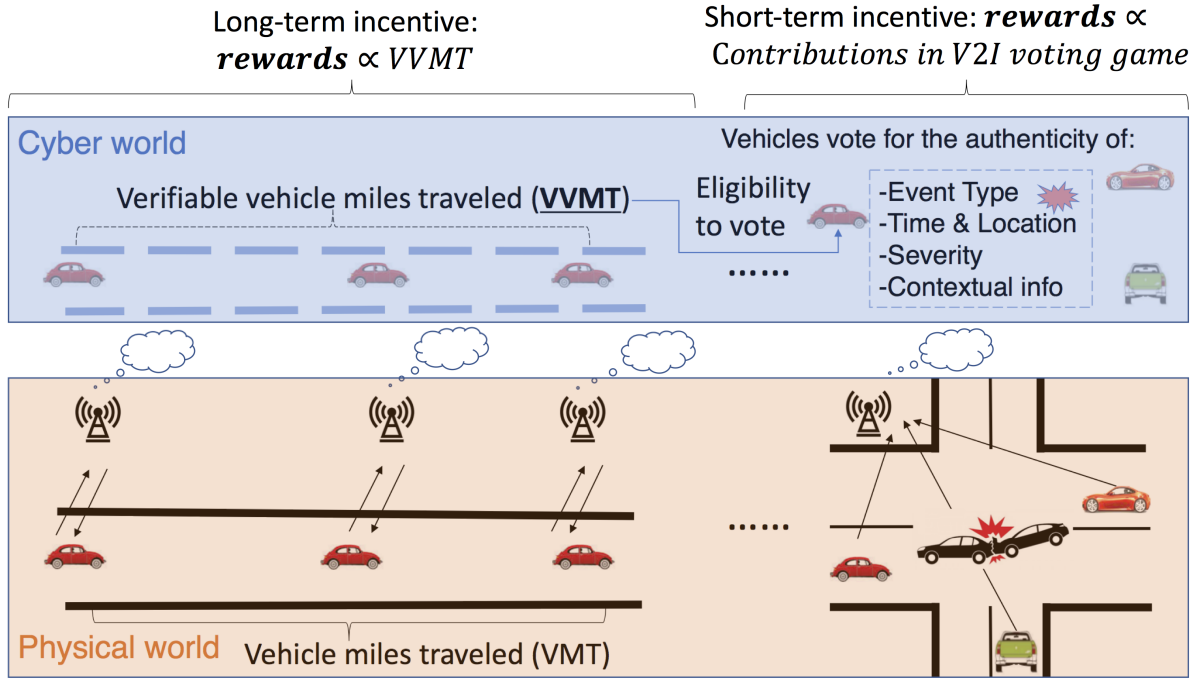 Long-term incentive:
rewards ∝ VVMT
Short-term incentive: rewards ∝
Contributions in V2I voting game
Cyber world
Vehicles vote for the authenticity of:
Verifiable vehicle miles traveled (VVMT)
Eligibility
to vote
......
-Event Type
-Time & Location
-Severity
-Contextual info
......
Physical world
Vehicle miles traveled (VMT)